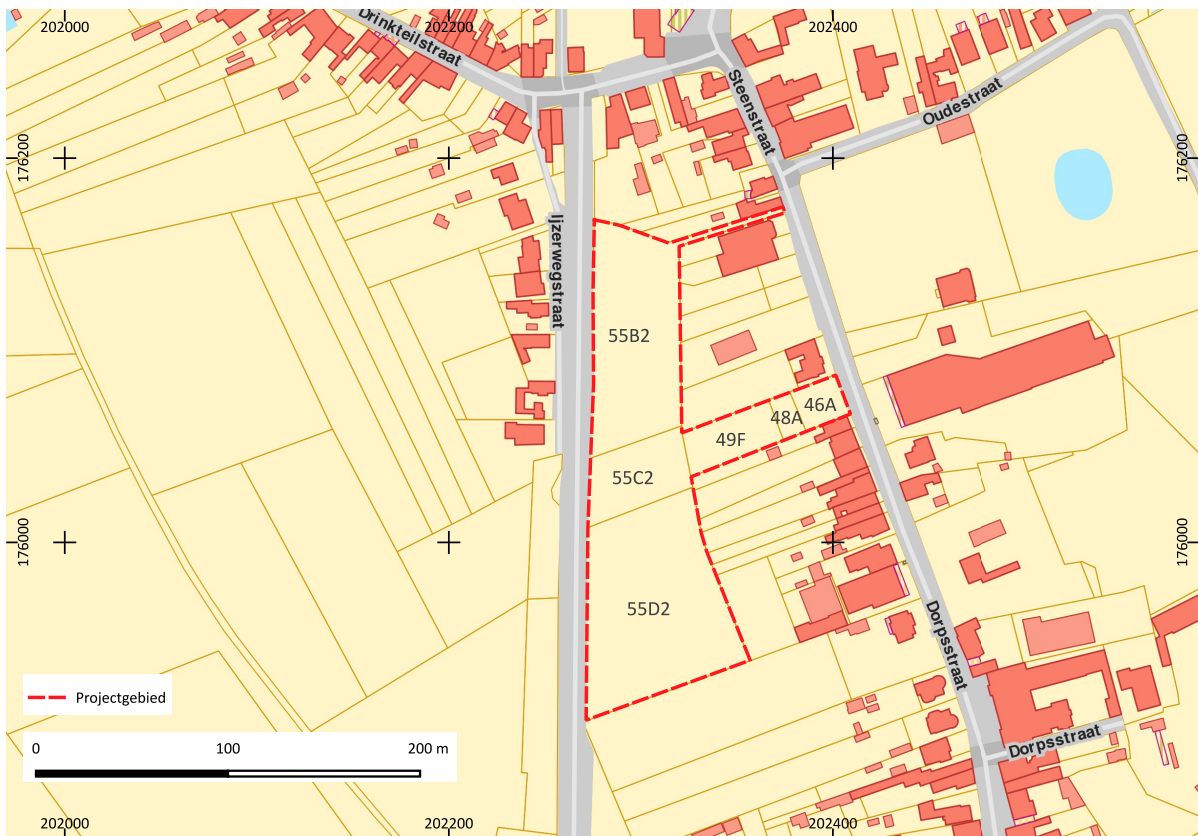 202000
202200
202400
Drinkteilstraat
Steenstraat
Oudestraat
176200
176200
Ijzerwegstraat
55B2
46A
48A
49F
55C2
176000
176000
55D2
Dorpsstraat
Projectgebied
Dorpsstraat
0 100 200 m
202000
202200
202400